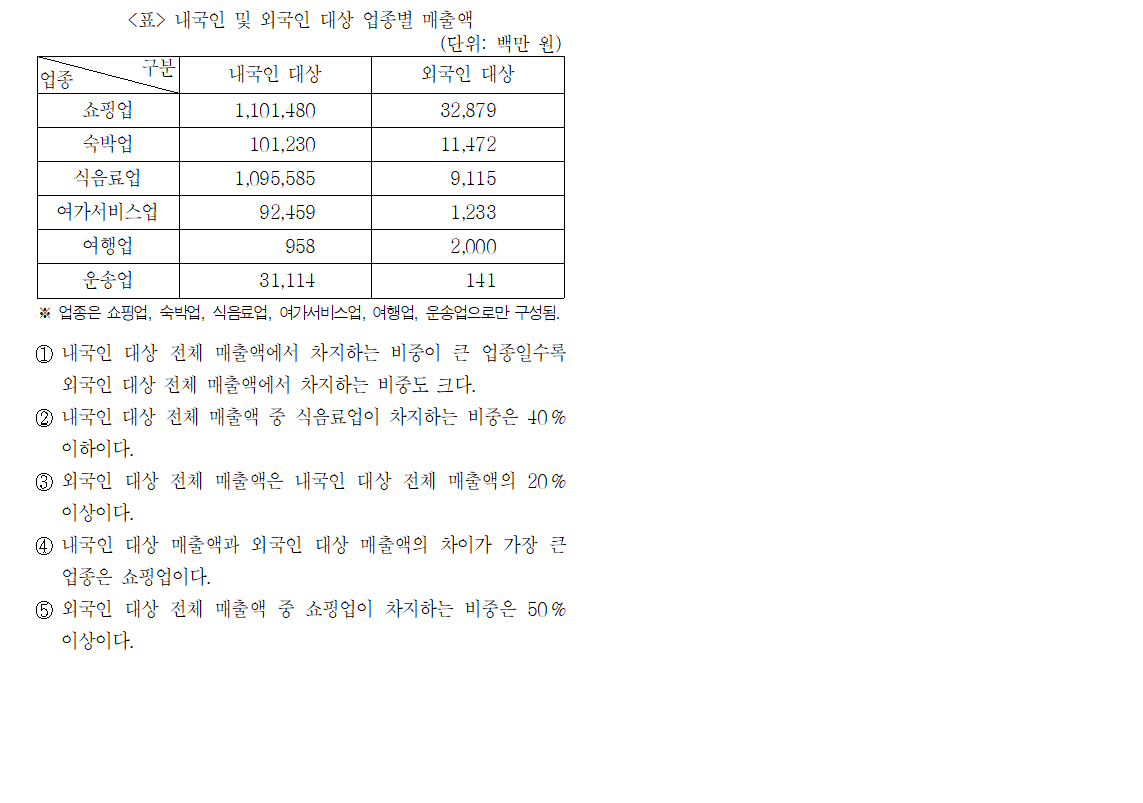 <표> 내국인 및 외국인 대상 업종별 매출액
(단위: 백만 원)
업종 구분 내국인 대상 외국인 대상
쇼핑업 1,101,480 32,879
숙박업 101,230 11,472
식음료업 1,095,585 9,115
여가서비스업 92,459 1,233
여행업 958 2,000
운송업 31,114 141
※ 업종은 쇼핑업, 숙박업, 식음료업, 여가서비스업, 여행업, 운송업으로만 구성됨.
① 내국인 대상 전체 매출액에서 차지하는 비중이 큰 업종일수록
외국인 대상 전체 매출액에서 차지하는 비중도 크다.
② 내국인 대상 전체 매출액 중 식음료업이 차지하는 비중은 40%
이하이다.
③ 외국인 대상 전체 매출액은 내국인 대상 전체 매출액의 20%
이상이다.
④ 내국인 대상 매출액과 외국인 대상 매출액의 차이가 가장 큰
업종은 쇼핑업이다.
⑤ 외국인 대상 전체 매출액 중 쇼핑업이 차지하는 비중은 50%
이상이다.